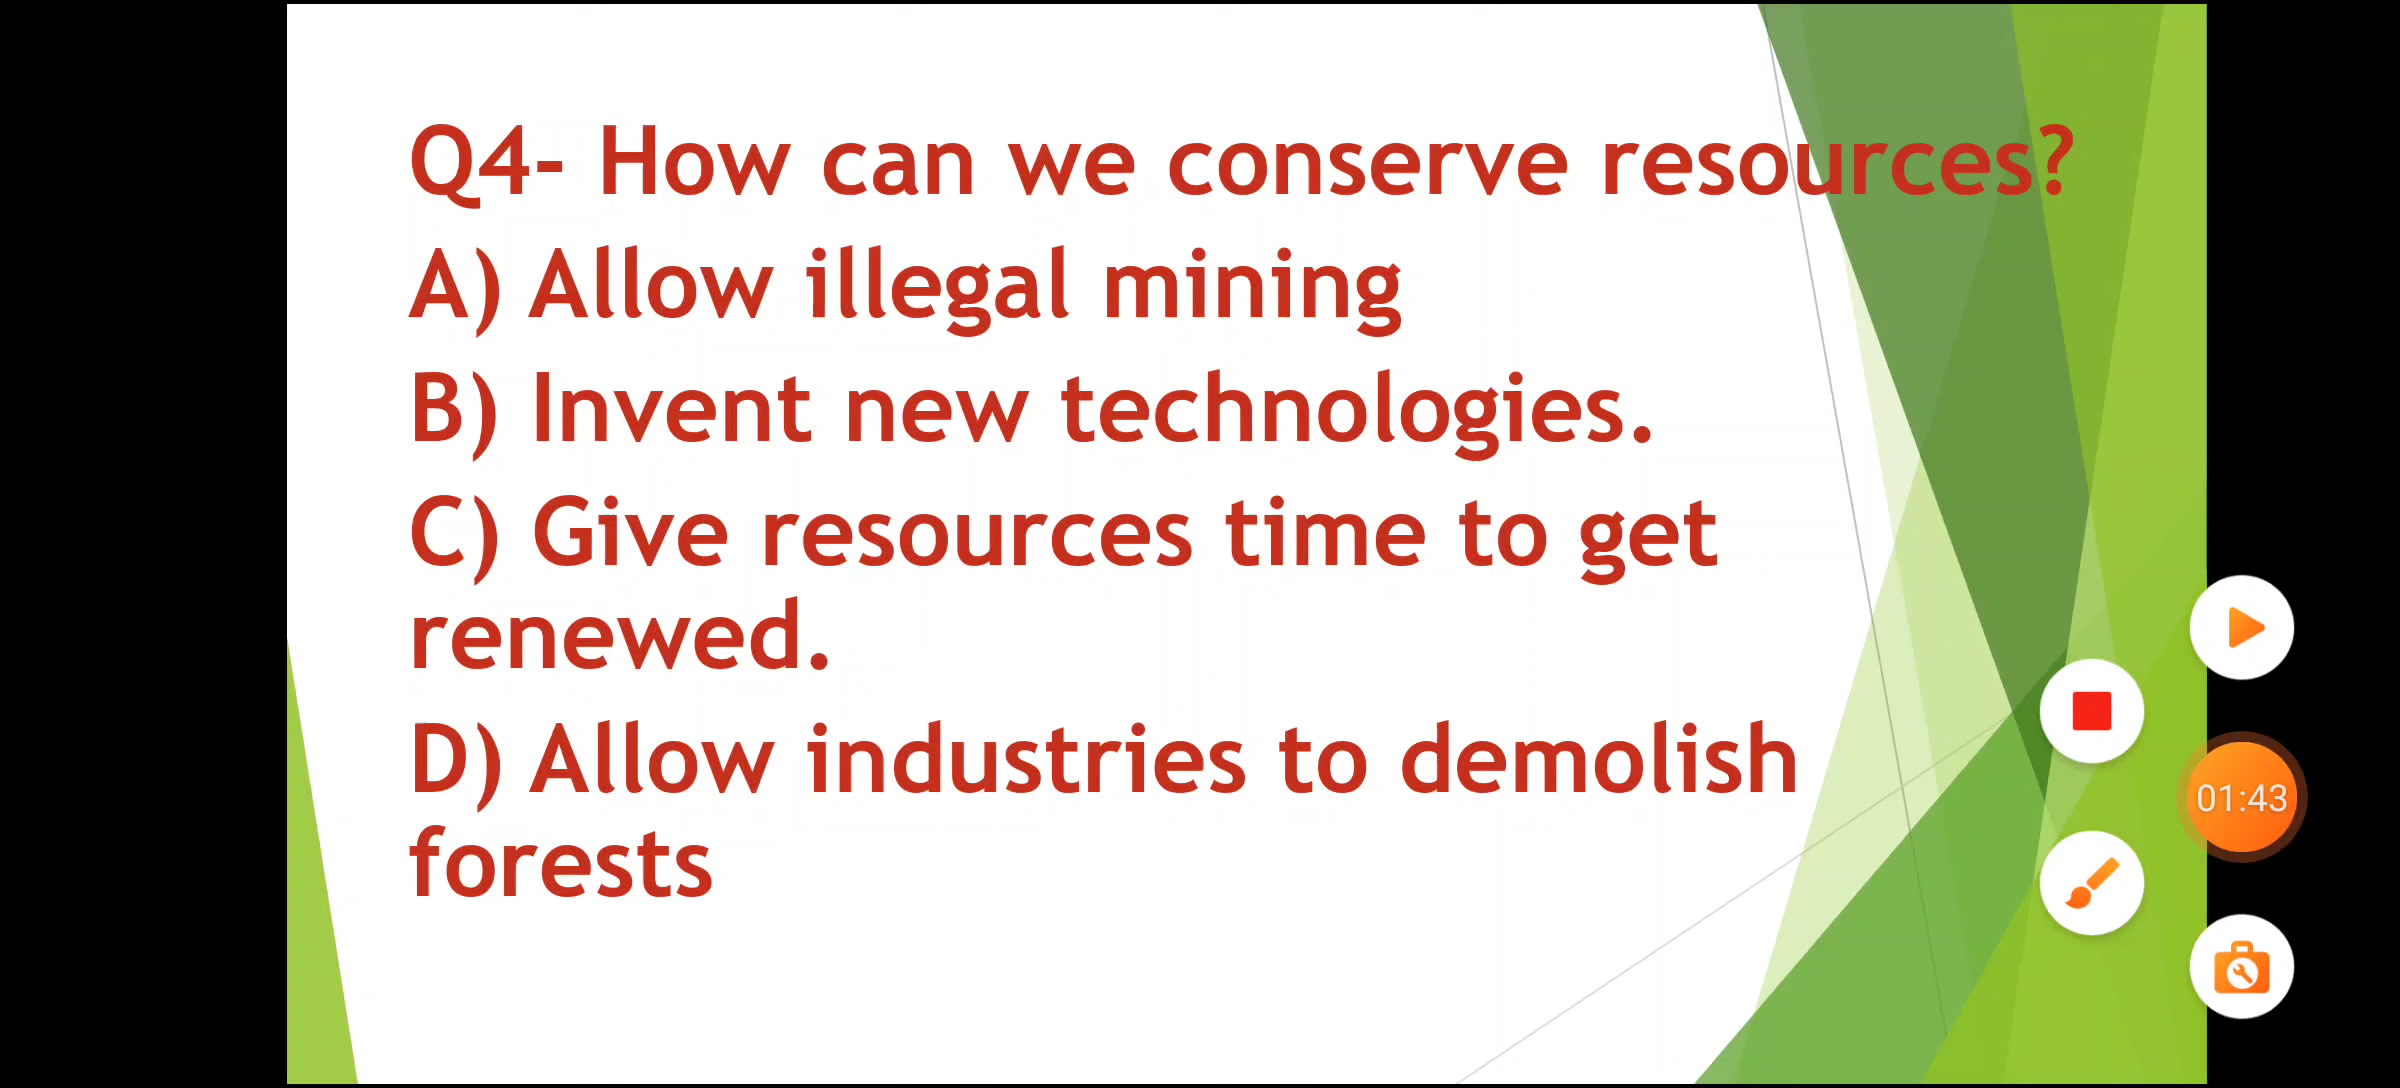 Q4- How can we conserve resources?
A) Allow illegal mining
B) Invent new technologies.
C) Give resources time to get
renewed.
D) Allow industries to demolish
forests
01:43